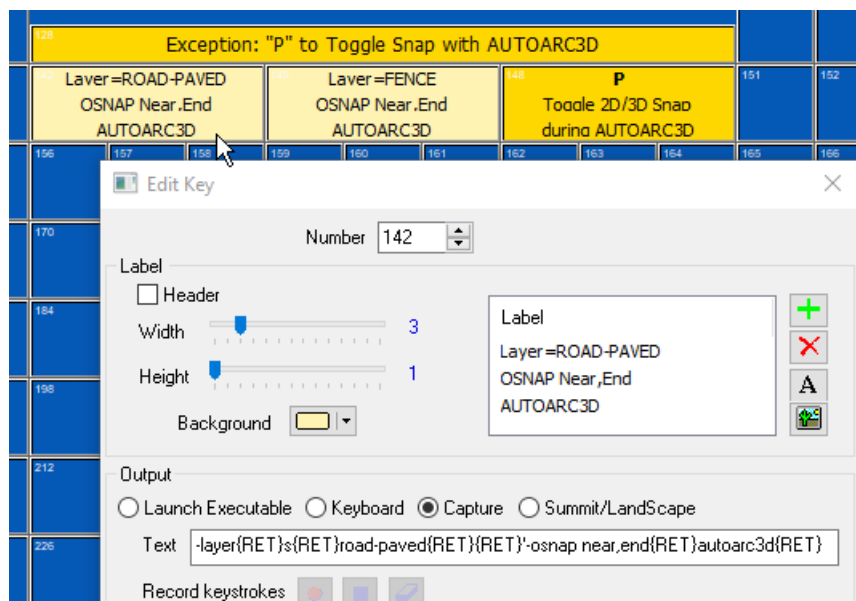 128
Exception: "P" to Toggle Snap with AUTOARC3D
Layer=ROAD-PAVED
OSNAP Near,End
AUTOARC3D
Layer=FENCE
OSNAP Near,End
AUTOARC3D
148
P
Toggle 2D/3D Snap
during AUTOARC3D
151
152
156
157
158
159
160
161
162
163
164
165
166
Edit Key
170
Number 142
Label
Header
184
Width 3
Label
Layer=ROAD-PAVED
OSNAP Near,End
AUTOARC3D
Height 1
198
A
Background
212
Output
Launch Executable Keyboard Capture Summit/LandScape
226
Text -layer{RET}s{RET}road-paved{RET}{RET}'-osnap near,end{RET}autoarc3d{RET}
Record keystrokes